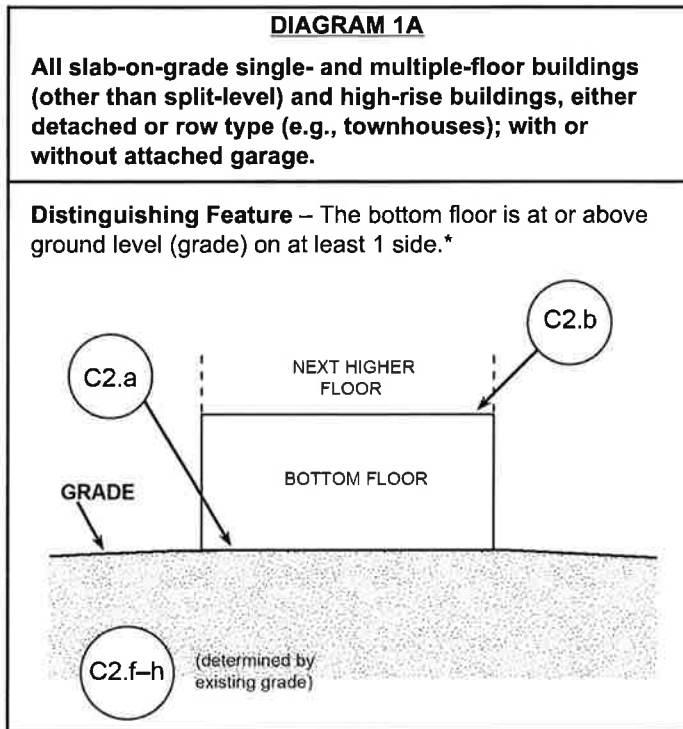 DIAGRAM 1A
All slab-on-grade single- and multiple-floor buildings
(other than split-level) and high-rise buildings, either
detached or row type (e.g., townhouses); with or
without attached garage.
Distinguishing Feature – The bottom floor is at or above
ground level (grade) on at least 1 side.*
C2.b
C2.a
NEXT HIGHER
FLOOR
BOTTOM FLOOR
GRADE
C2.f–h
(determined by
existing grade)